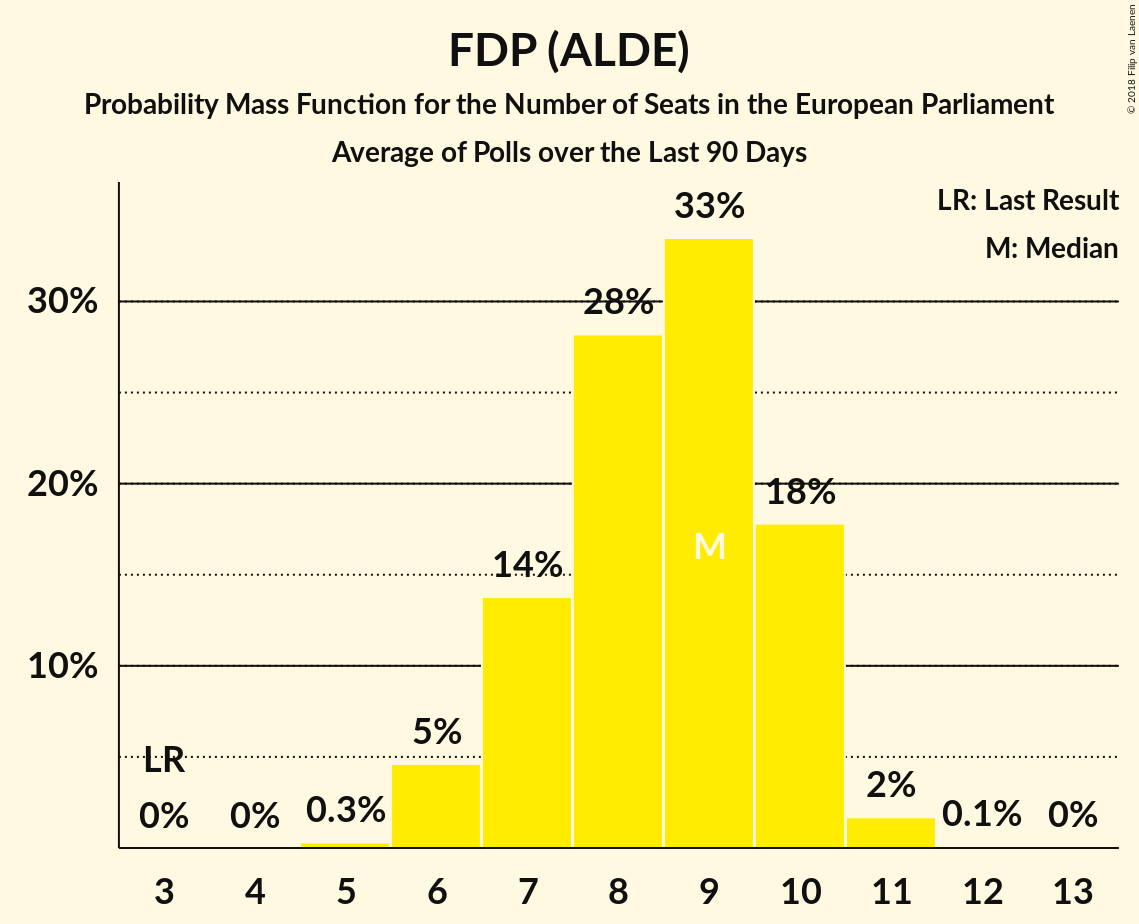 FDP (ALDE)
Probability Mass Function for the Number of Seats in the European Parliament
Average of Polls over the Last 90 Days
© 2018 Filip van Laenen
LR: Last Result
M: Median
33%
30%
28%
20%
18%
M
14%
10%
5%
LR
2%
0%
0%
0.3%
0.1%
0%
3 4 5 6 7 8 9 10 11 12 13